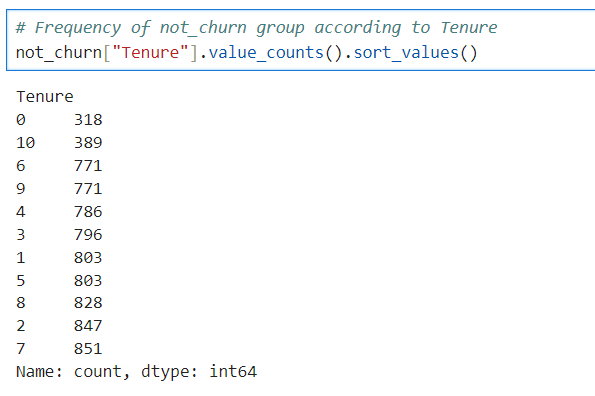 # Frequency of not_churn group according to Tenure
not_churn["Tenure"].value_counts().sort_values()
Tenure
0     318
10    389
6     771
9     771
4     786
3     796
1     803
5     803
8     828
2     847
7     851
Name: count, dtype: int64